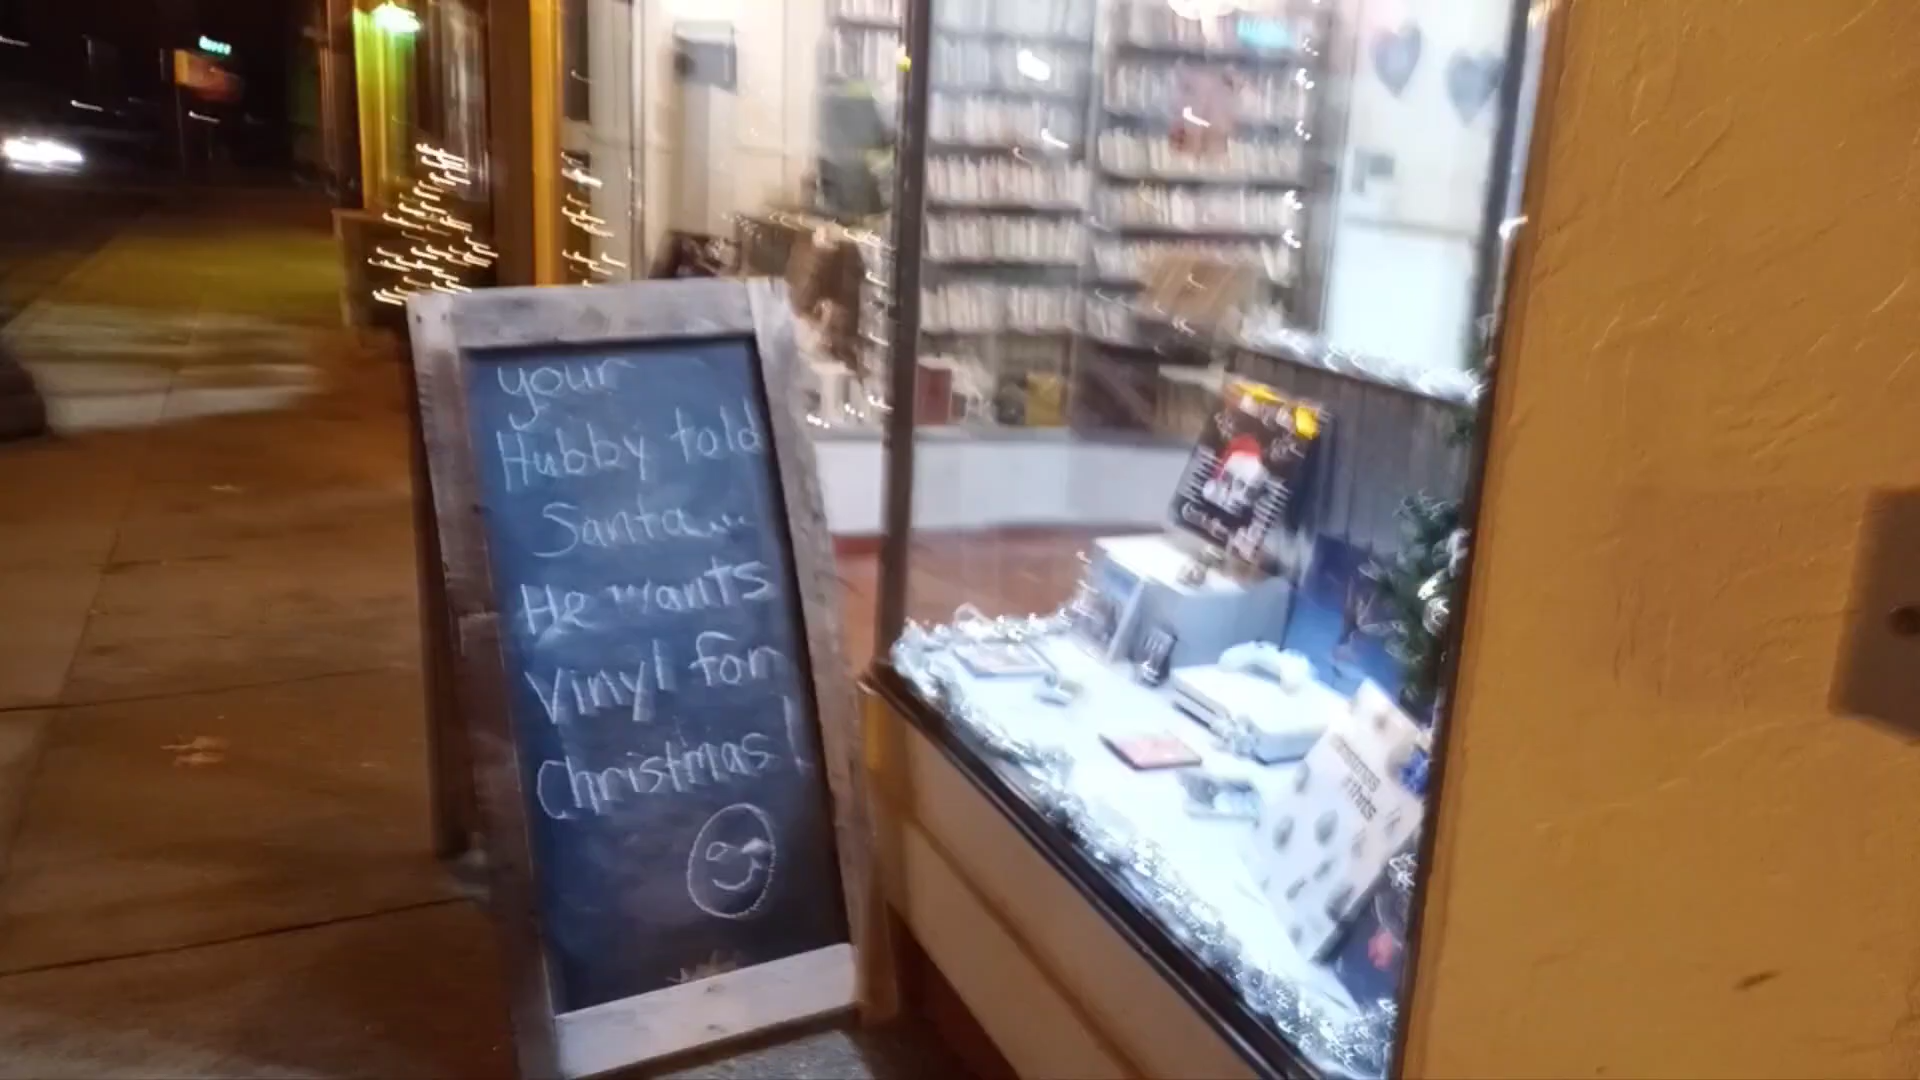 your
Hubby told
Santa...
He wants
Vinyl for
Christmas!